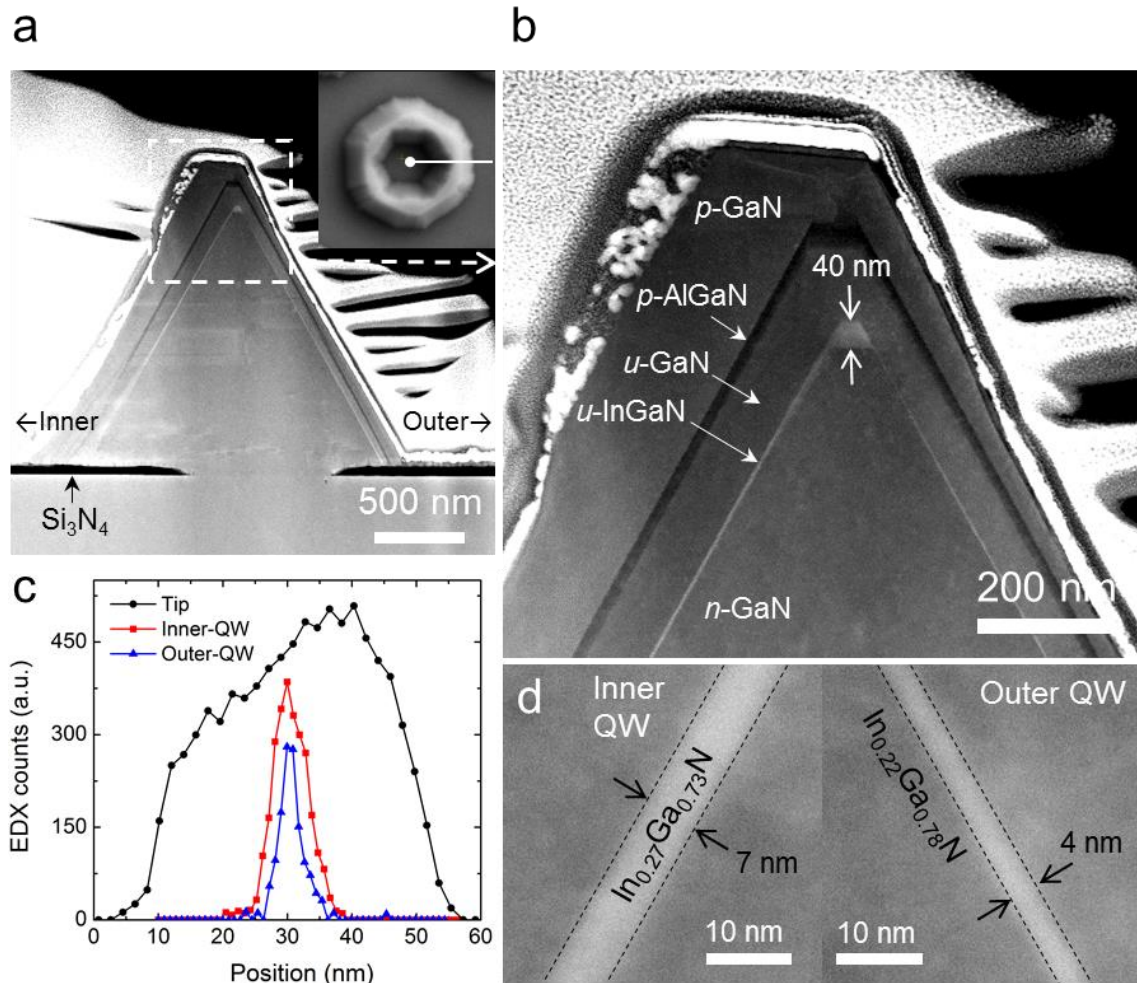 a
←Inner
Outer→
Si₃N₄
500 nm
b
p-GaN
40 nm
p-AlGaN
u-GaN
u-InGaN
n-GaN
200 nm
c
Tip
Inner-QW
Outer-QW
EDX counts (a.u.)
450
300
150
0
0 10 20 30 40 50 60
Position (nm)
d
Inner
QW
In₀.₂₇Ga₀.₇₃N
7 nm
10 nm
Outer QW
In₀.₂₂Ga₀.₇₈N
4 nm
10 nm